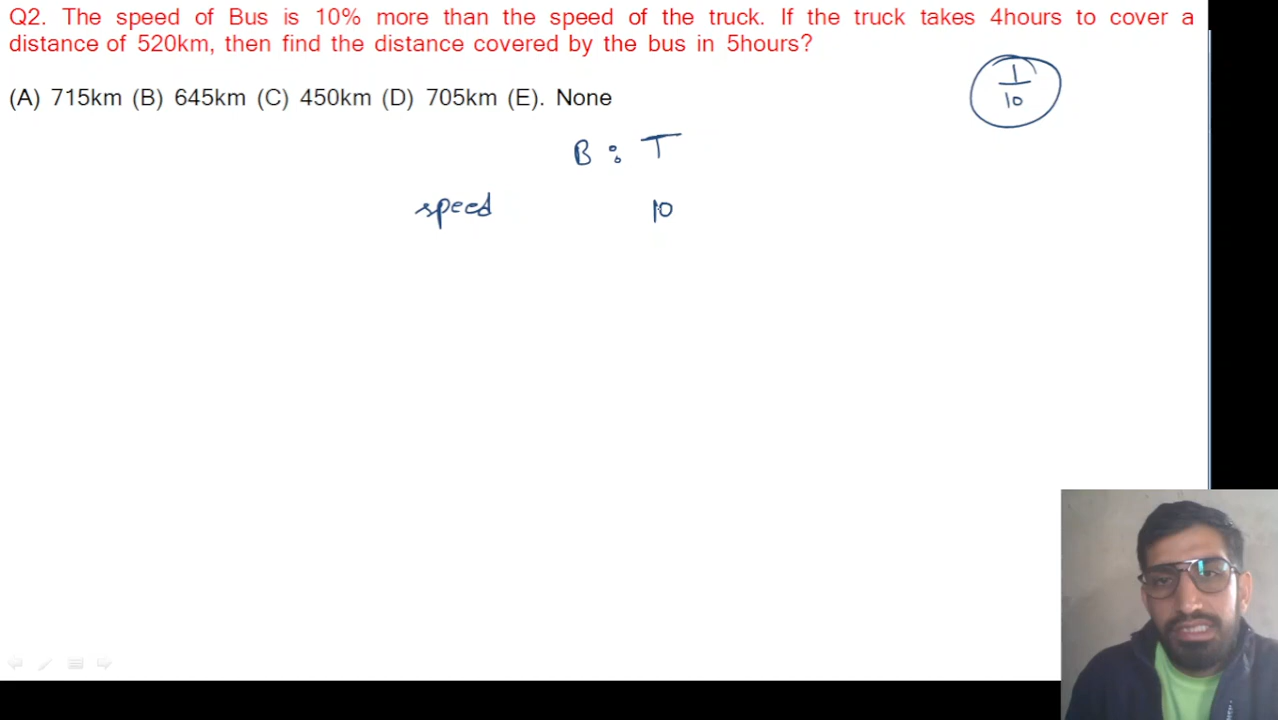 Q2. The speed of Bus is 10% more than the speed of the truck. If the truck takes 4hours to cover a
distance of 520km, then find the distance covered by the bus in 5hours?
1
10
(A) 715km (B) 645km (C) 450km (D) 705km (E). None
B : T
speed 10